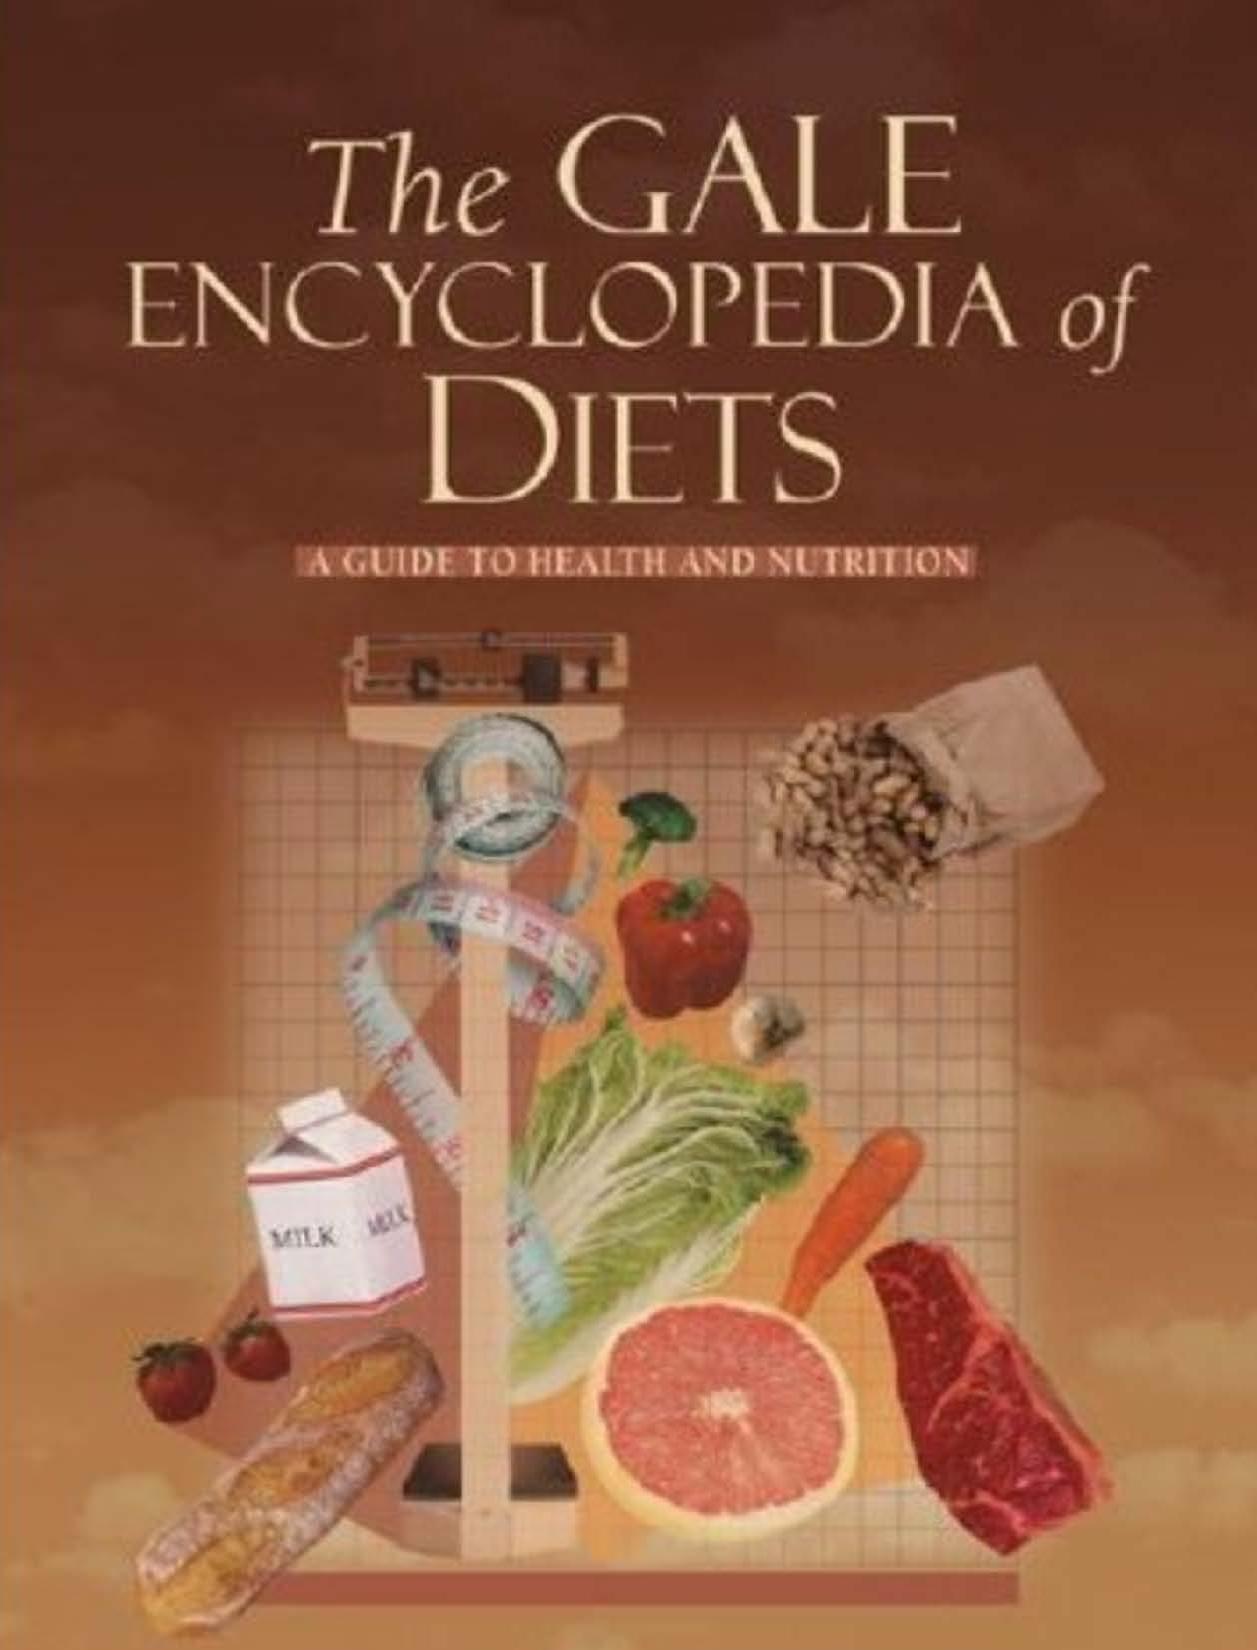 The GALE
ENCYCLOPEDIA of
DIETS
A GUIDE TO HEALTH AND NUTRITION
MILK MILK